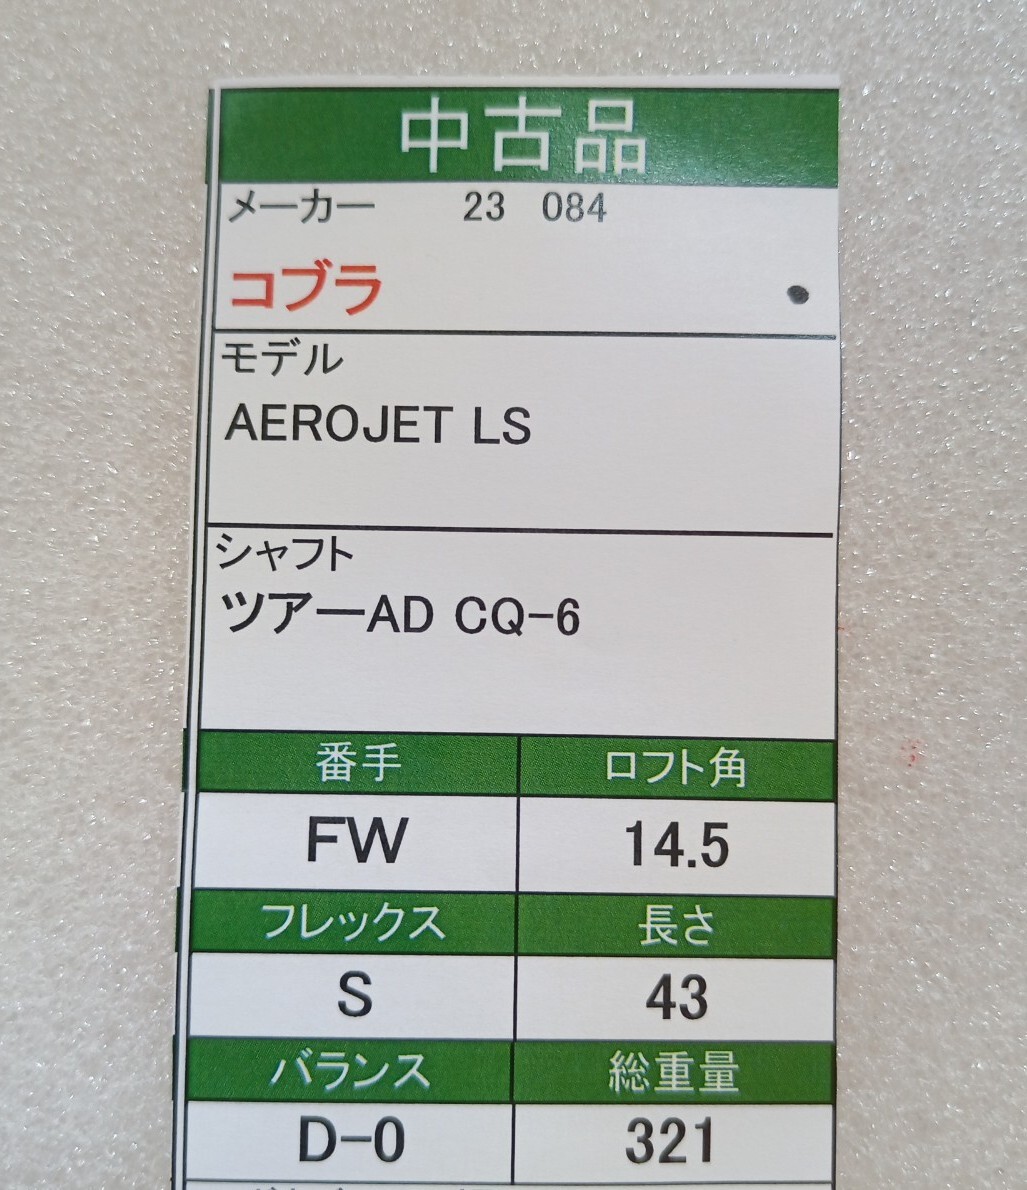 中古品
メーカー 23 084
コブラ
モデル
AEROJET LS
シャフト
ツアーAD CQ-6
番手 ロフト角
FW 14.5
フレックス 長さ
S 43
バランス 総重量
D-0 321